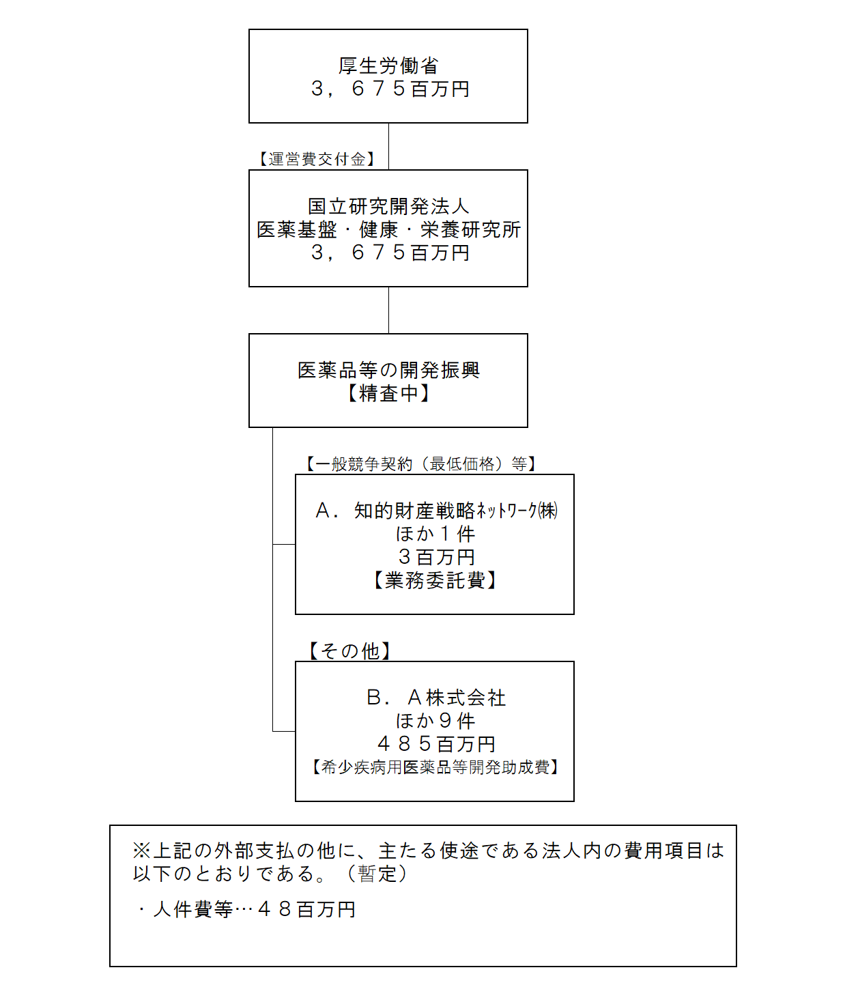 厚生労働省
３，６７５百万円
【運営費交付金】
国立研究開発法人
医薬基盤・健康・栄養研究所
３，６７５百万円
医薬品等の開発振興
【精査中】
【一般競争契約（最低価格）等】
Ａ．知的財産戦略ﾈｯﾄﾜｰｸ㈱
ほか１件
３百万円
【業務委託費】
【その他】
Ｂ．Ａ株式会社
ほか９件
４８５百万円
【希少疾病用医薬品等開発助成費】
※上記の外部支払の他に、主たる使途である法人内の費用項目は
以下のとおりである。（暫定）
・人件費等…４８百万円